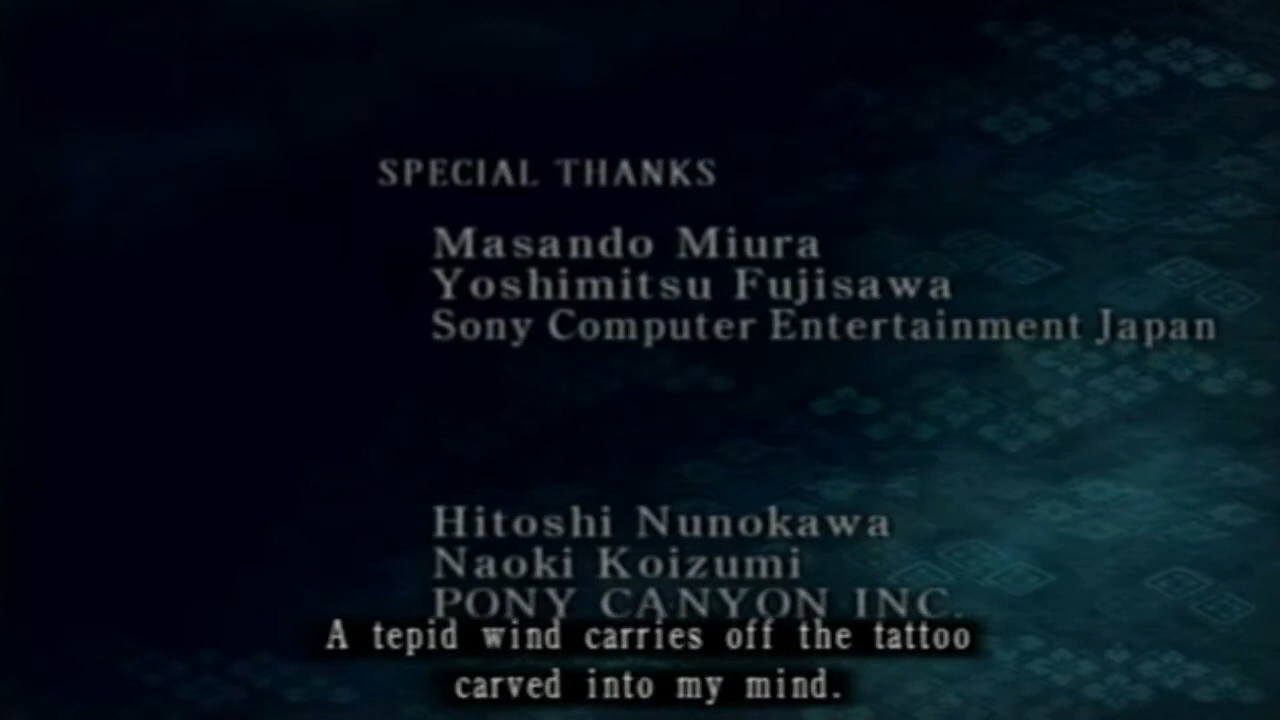 SPECIAL THANKS
Masando Miura
Yoshimitsu Fujisawa
Sony Computer Entertainment Japan
Hitoshi Nunokawa
Naoki Koizumi
PONY CANYON INC.
A tepid wind carries off the tattoo
carved into my mind.